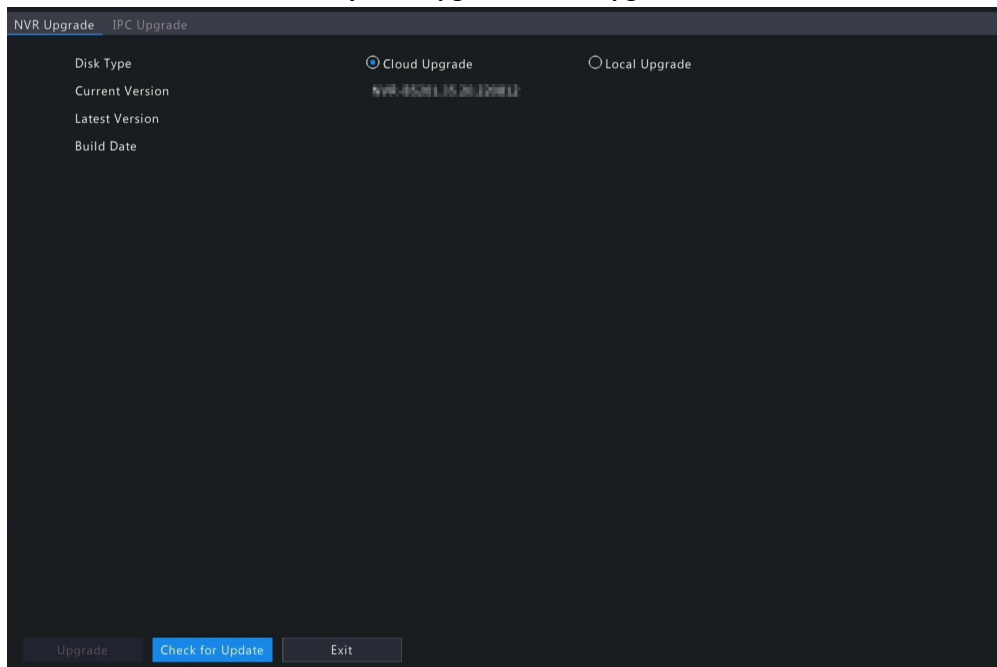 NVR Upgrade IPC Upgrade
Disk Type Cloud Upgrade Local Upgrade
Current Version
Latest Version
Build Date
Upgrade Check for Update Exit